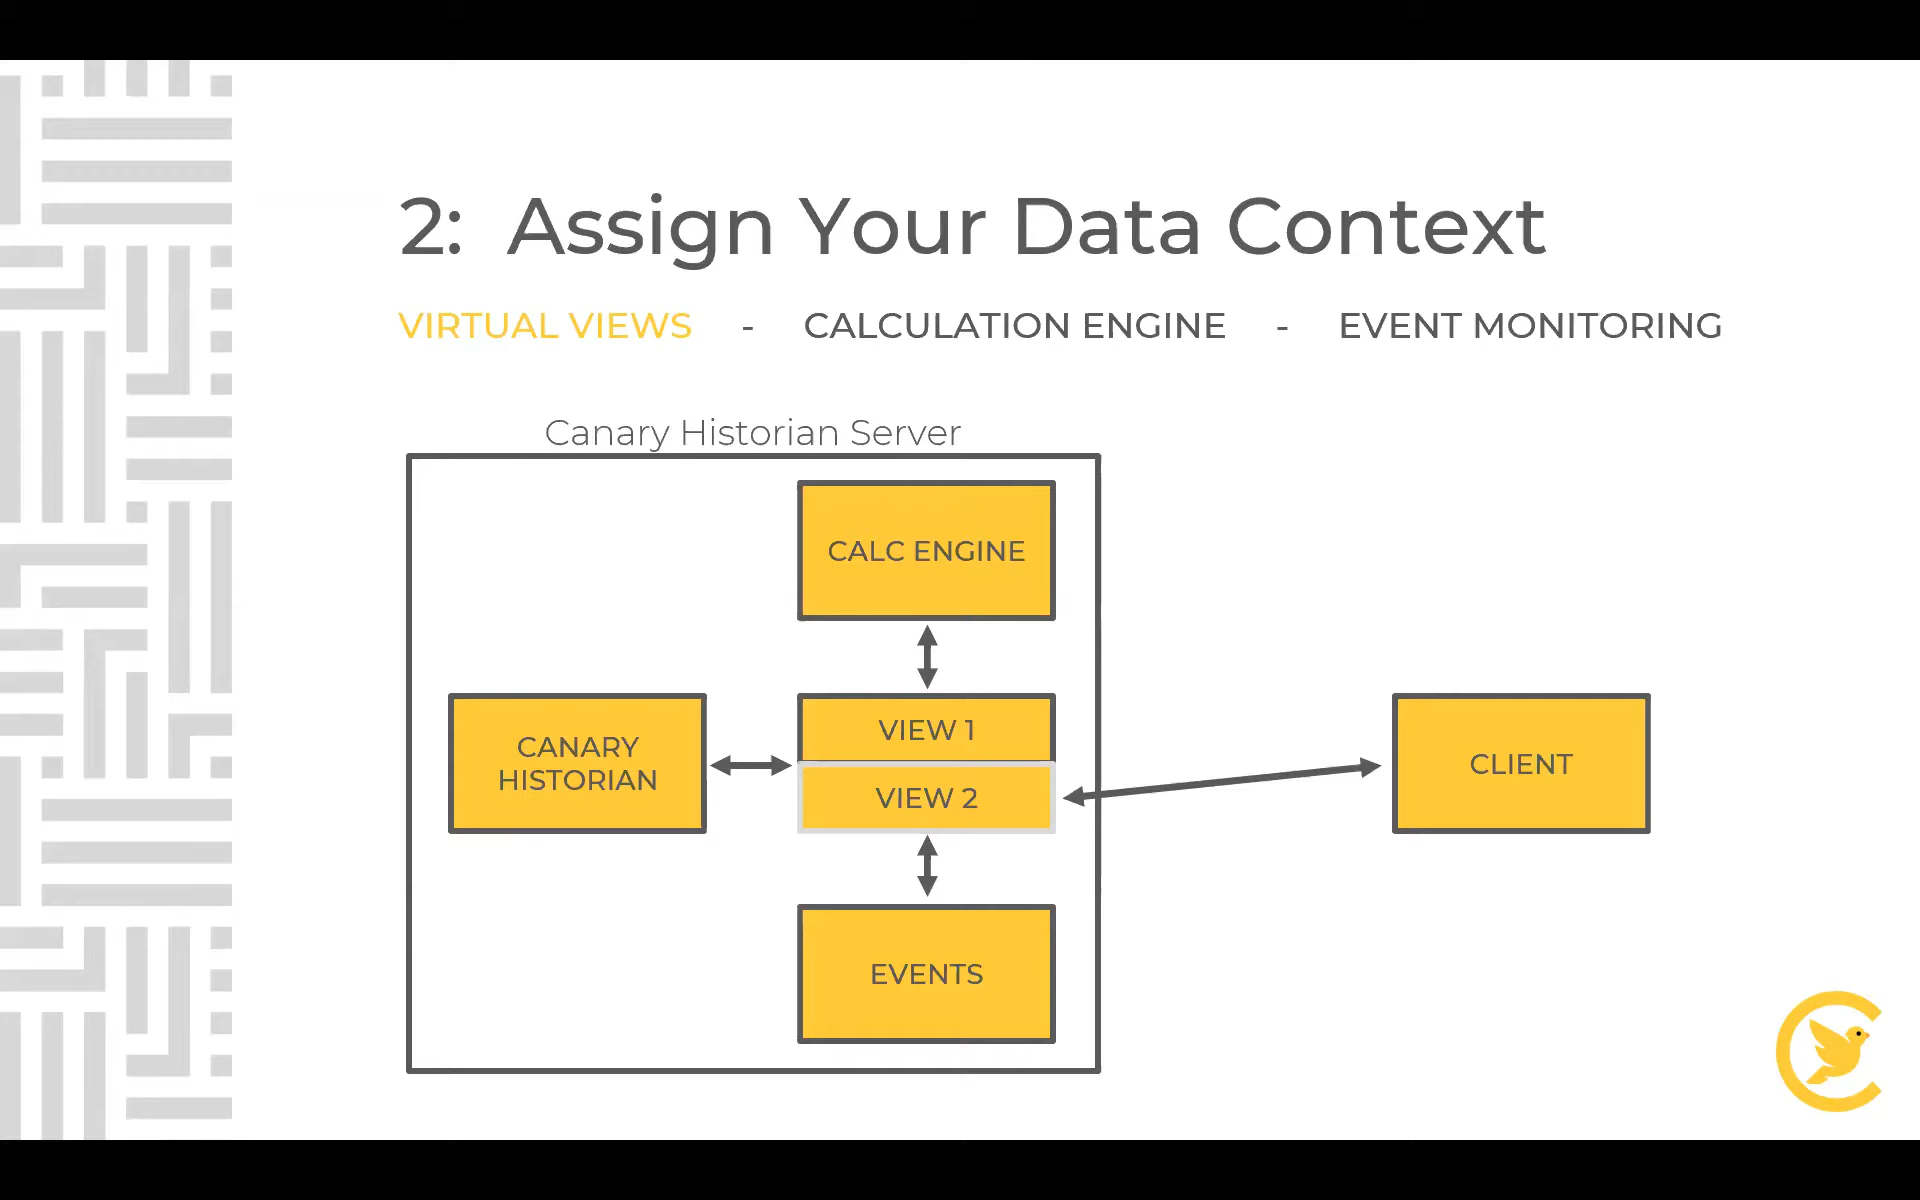 2: Assign Your Data Context
VIRTUAL VIEWS - CALCULATION ENGINE - EVENT MONITORING
Canary Historian Server
CALC ENGINE
CANARY
HISTORIAN
VIEW 1
VIEW 2
CLIENT
EVENTS